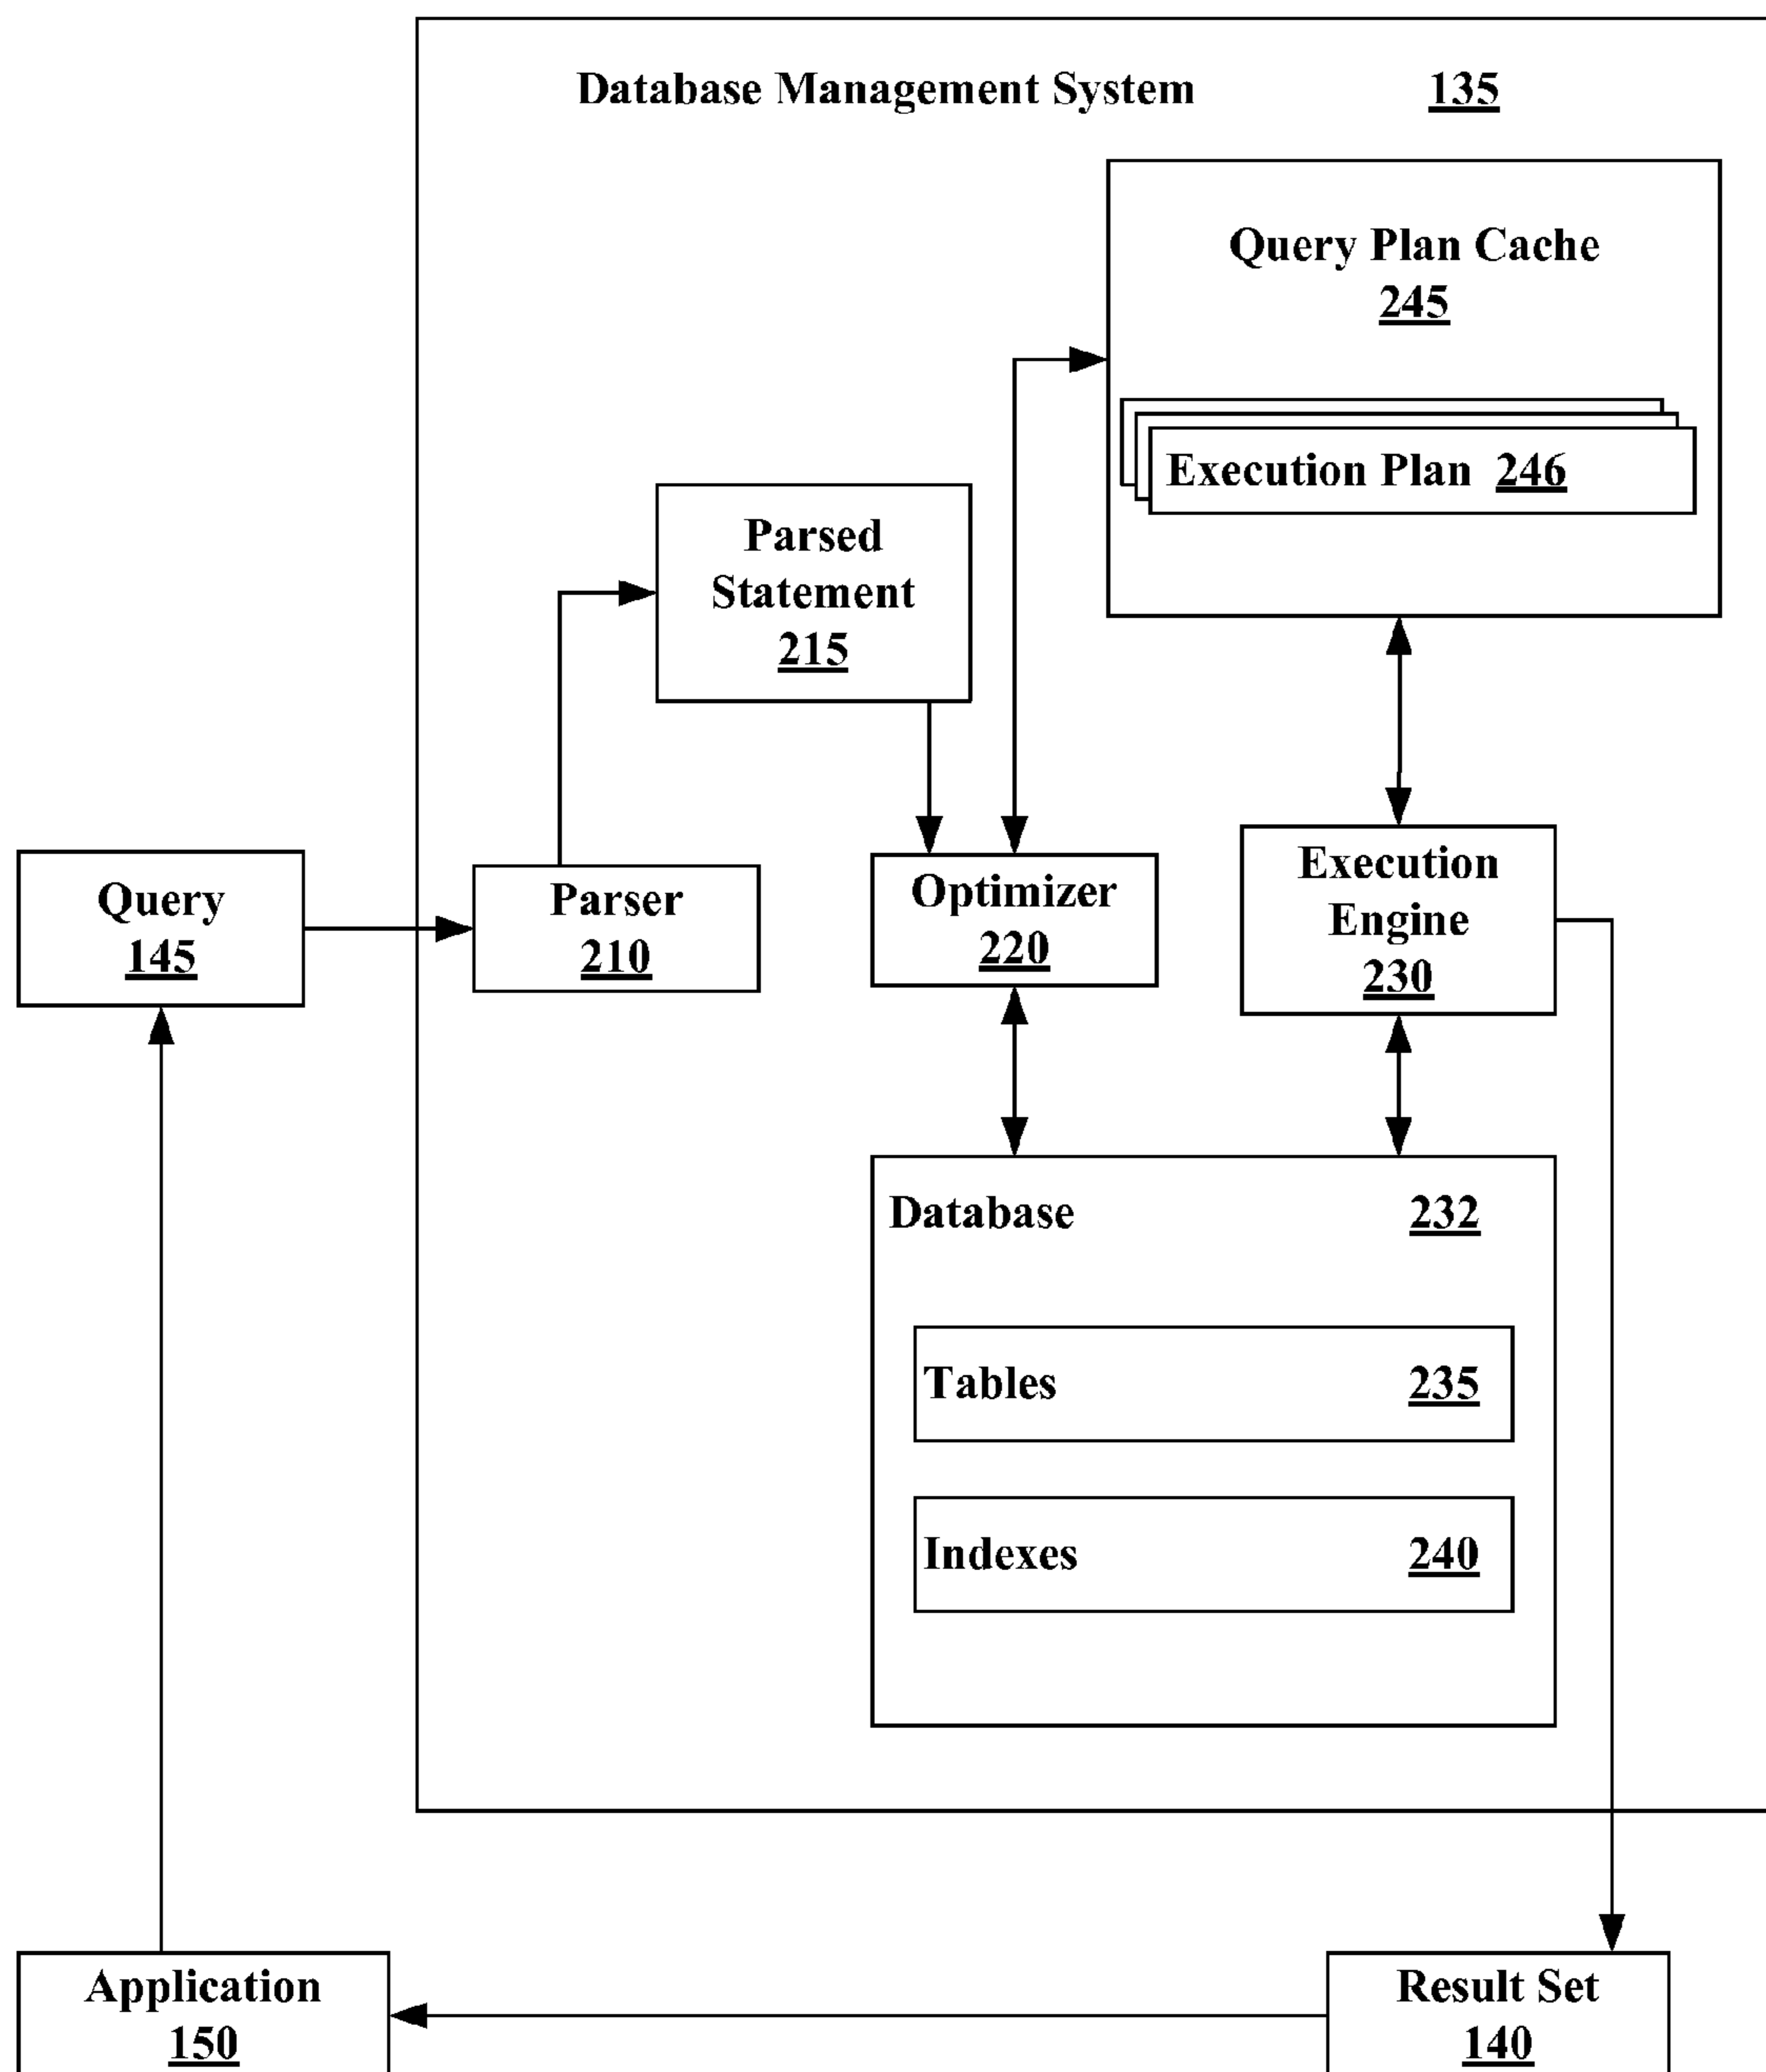 Database Management System 135
Query Plan Cache
245
Execution Plan 246
Parsed
Statement
215
Query
145
Parser
210
Optimizer
220
Execution
Engine
230
Database 232
Tables 235
Indexes 240
Application
150
Result Set
140